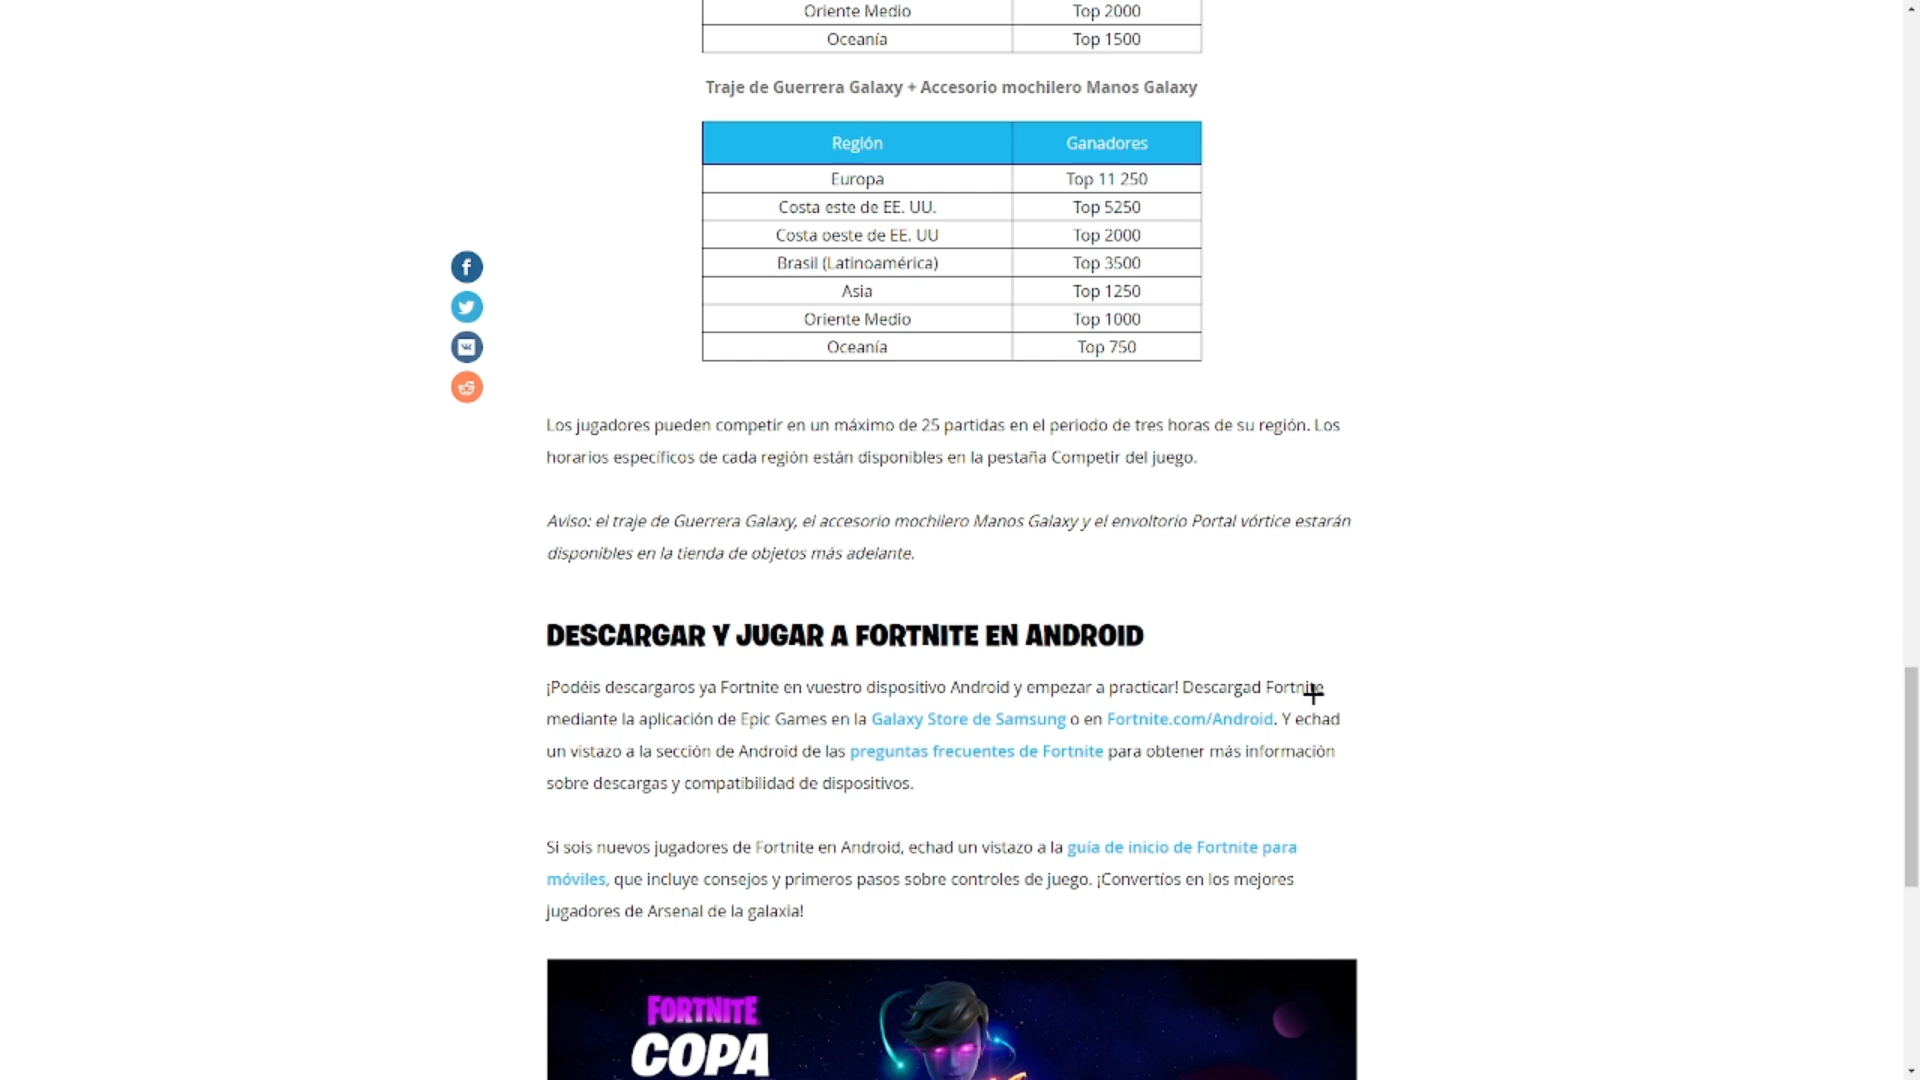 Oriente Medio Top 2000
Oceanía Top 1500
Traje de Guerrera Galaxy + Accesorio mochilero Manos Galaxy
Región Ganadores
Europa Top 11 250
Costa este de EE. UU. Top 5250
Costa oeste de EE. UU Top 2000
Brasil (Latinoamérica) Top 3500
Asia Top 1250
Oriente Medio Top 1000
Oceanía Top 750
Los jugadores pueden competir en un máximo de 25 partidas en el periodo de tres horas de su región. Los
horarios específicos de cada región están disponibles en la pestaña Competir del juego.
Aviso: el traje de Guerrera Galaxy, el accesorio mochilero Manos Galaxy y el envoltorio Portal vórtice estarán
disponibles en la tienda de objetos más adelante.
DESCARGAR Y JUGAR A FORTNITE EN ANDROID
¡Podéis descargaros ya Fortnite en vuestro dispositivo Android y empezar a practicar! Descargad Fortnite
mediante la aplicación de Epic Games en la Galaxy Store de Samsung o en Fortnite.com/Android. Y echad
un vistazo a la sección de Android de las preguntas frecuentes de Fortnite para obtener más información
sobre descargas y compatibilidad de dispositivos.
Si sois nuevos jugadores de Fortnite en Android, echad un vistazo a la guía de inicio de Fortnite para
móviles, que incluye consejos y primeros pasos sobre controles de juego. ¡Convertíos en los mejores
jugadores de Arsenal de la galaxia!
FORTNITE
COPA